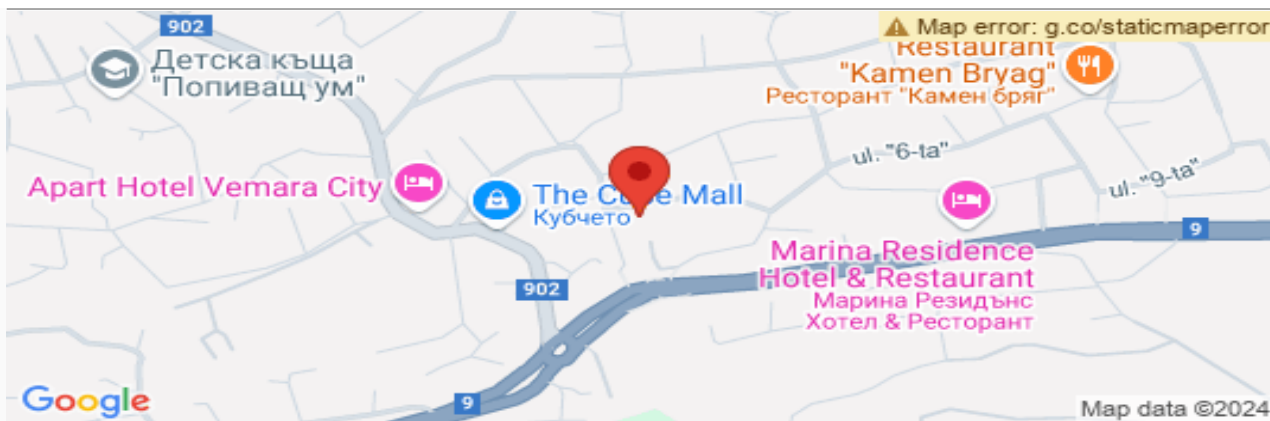 902
Map error: g.co/staticmaperror
Детска къща
"Попиващ ум"
Restaurant
"Kamen Bryag"
Ресторант "Камен бряг"
ul. "6-ta"
ul. "9-ta"
Apart Hotel Vemara City
The Cube Mall
Кубчето
9
Marina Residence
Hotel & Restaurant
Марина Резидънс
Хотел & Ресторант
902
9
Google
Map data ©2024